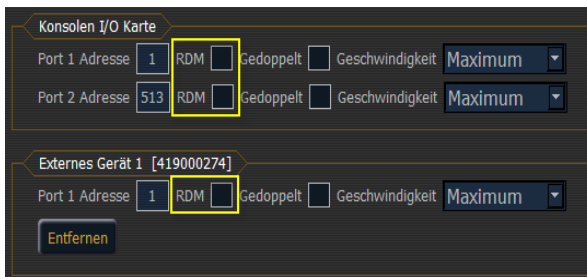 Konsolen I/O Karte
Port 1 Adresse 1 RDM Gedoppelt Geschwindigkeit Maximum
Port 2 Adresse 513 RDM Gedoppelt Geschwindigkeit Maximum
Externes Gerät 1 [419000274]
Port 1 Adresse 1 RDM Gedoppelt Geschwindigkeit Maximum
Entfernen